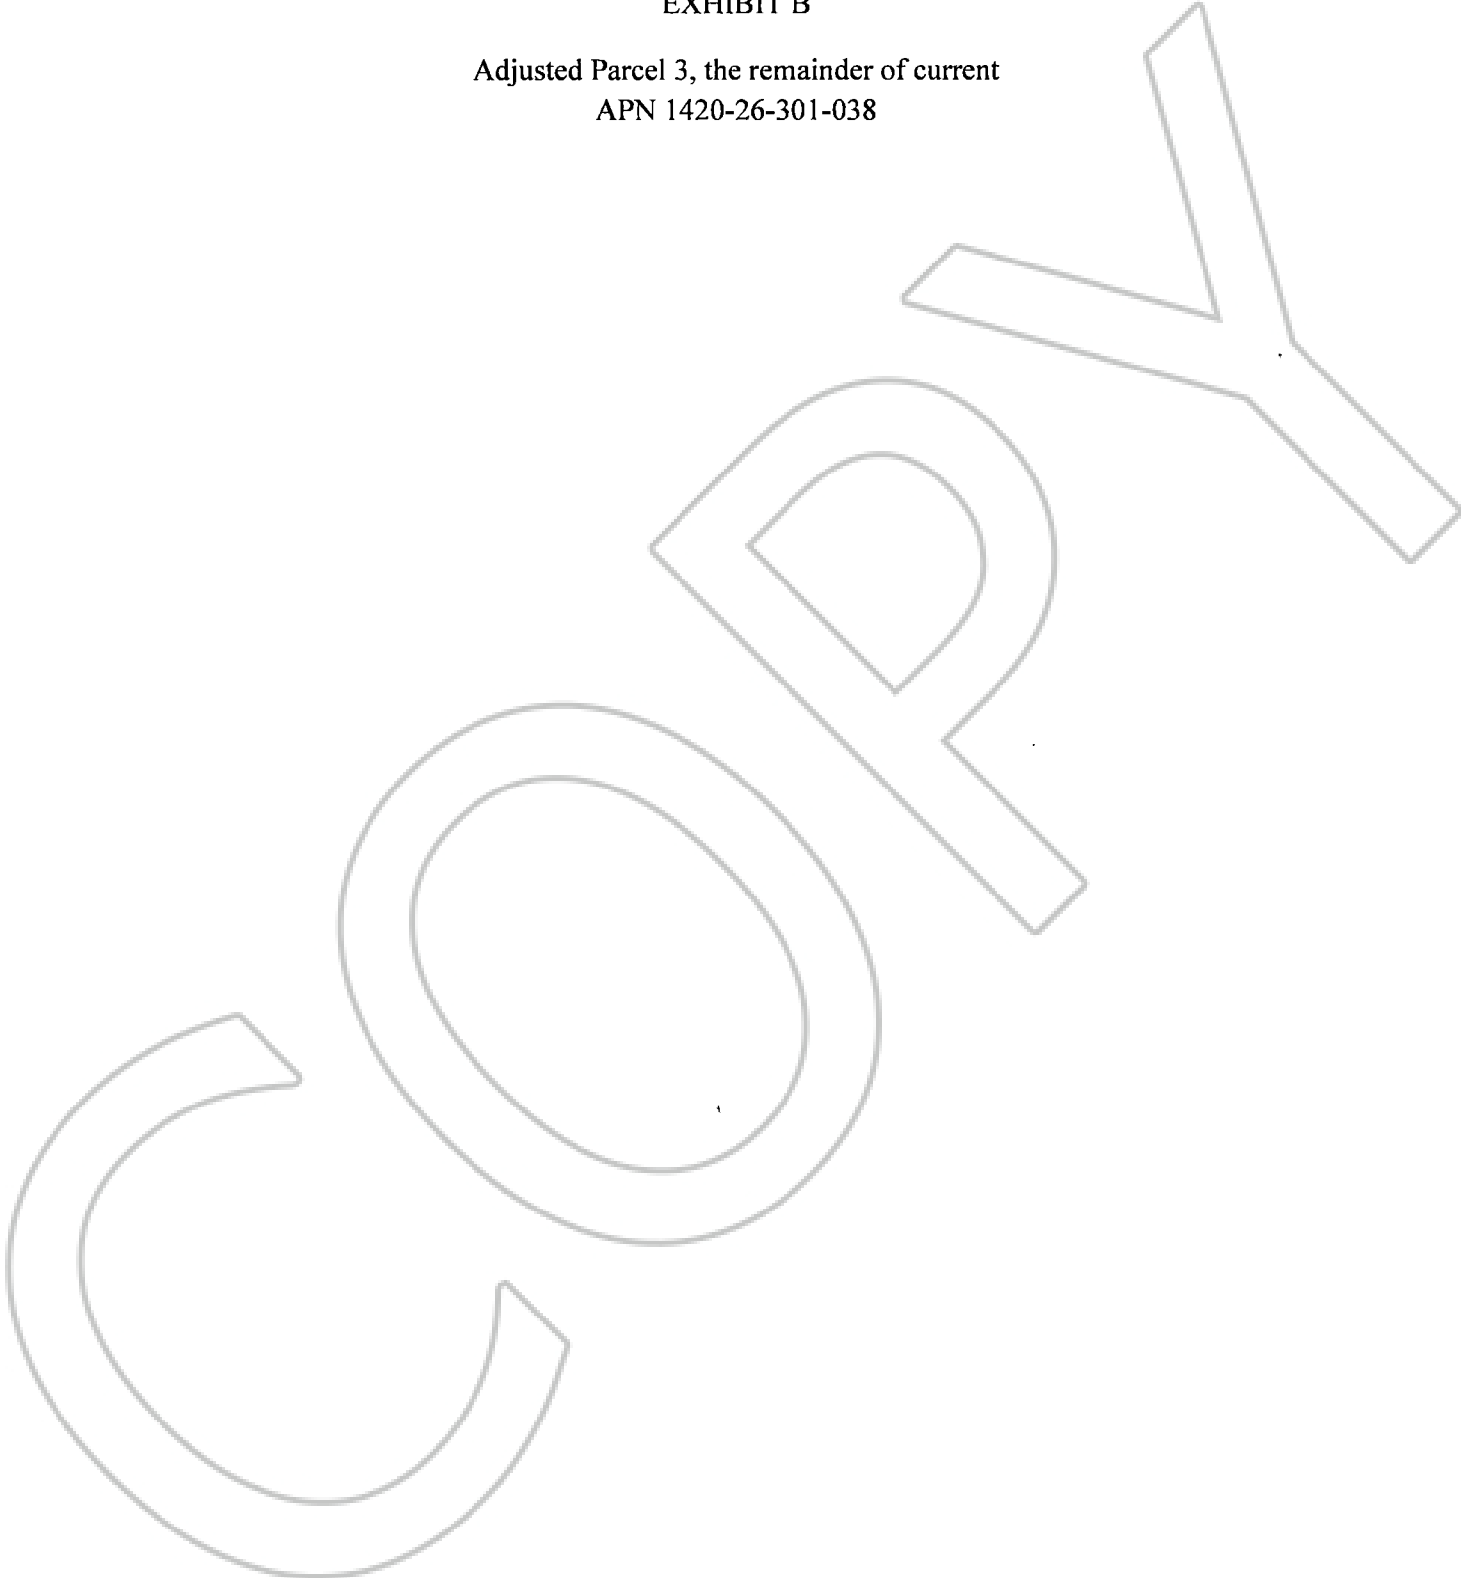 EXHIBIT B
Adjusted Parcel 3, the remainder of current
APN 1420-26-301-038
COPY